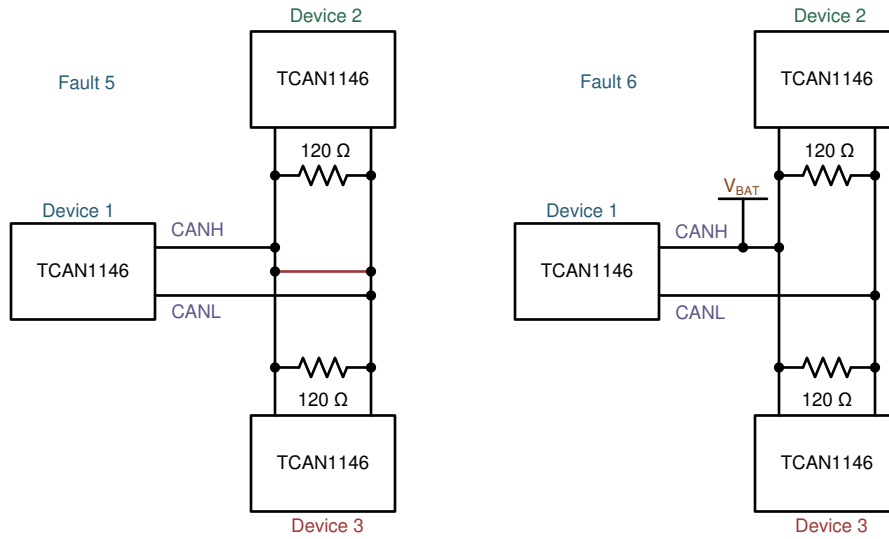 Device 2
TCAN1146
Fault 5
120 Ω
Device 1
CANH
TCAN1146
CANL
120 Ω
TCAN1146
Device 3
Device 2
TCAN1146
Fault 6
120 Ω
VBAT
Device 1
CANH
TCAN1146
CANL
120 Ω
TCAN1146
Device 3